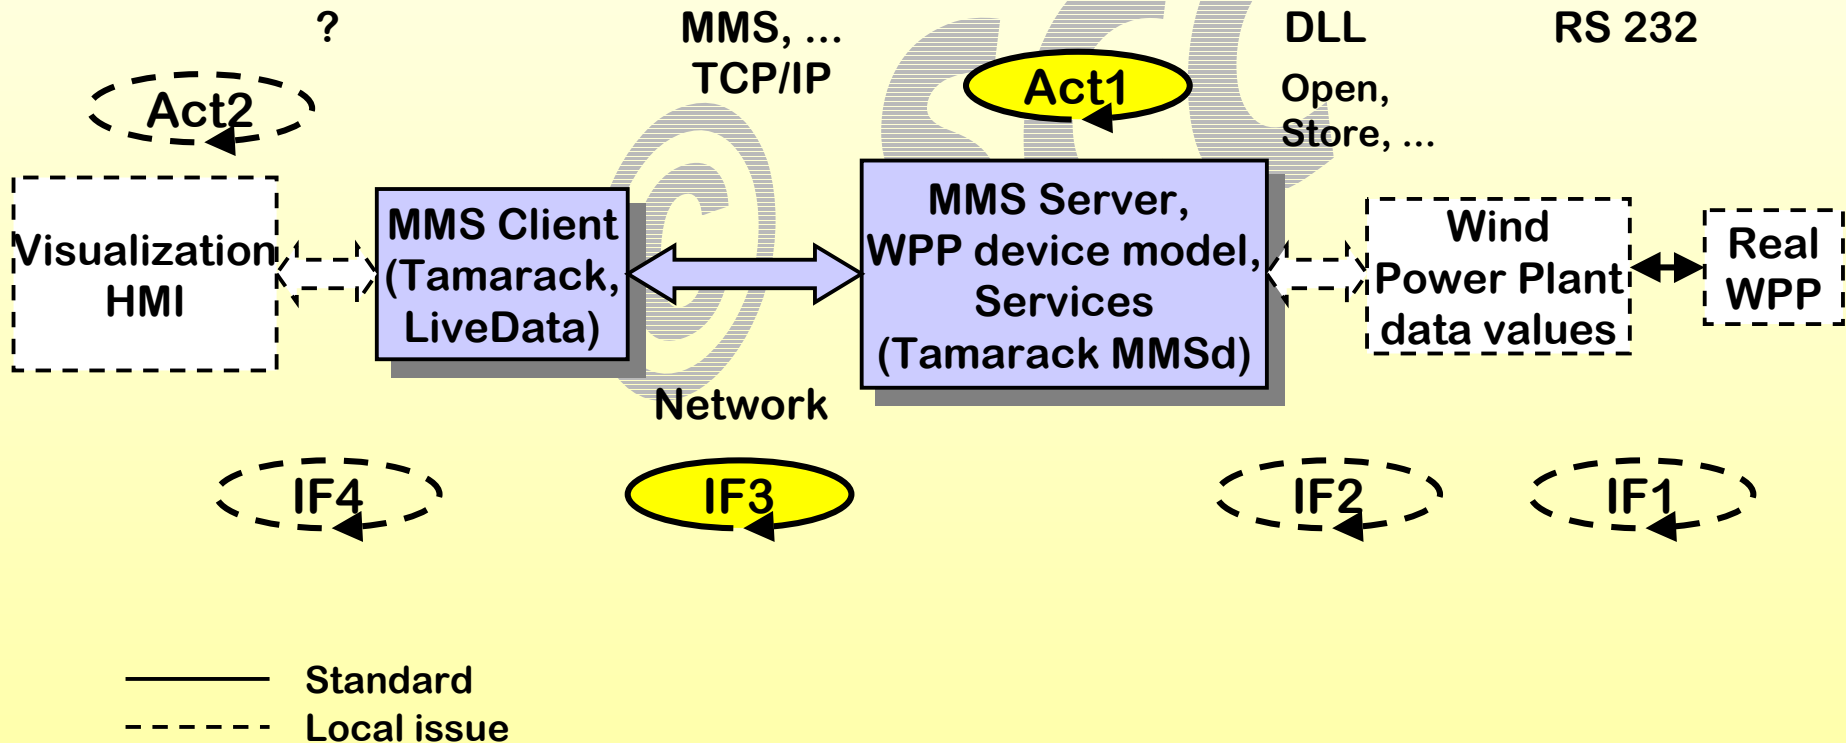 ?
MMS, ...
TCP/IP
DLL
RS 232
Open,
Store, ...
Act2
Act1
Visualization
HMI
MMS Client
(Tamarack,
LiveData)
MMS Server,
WPP device model,
Services
(Tamarack MMSd)
Wind
Power Plant
data values
Real
WPP
Network
IF4
IF3
IF2
IF1
Standard
Local issue
© SCC